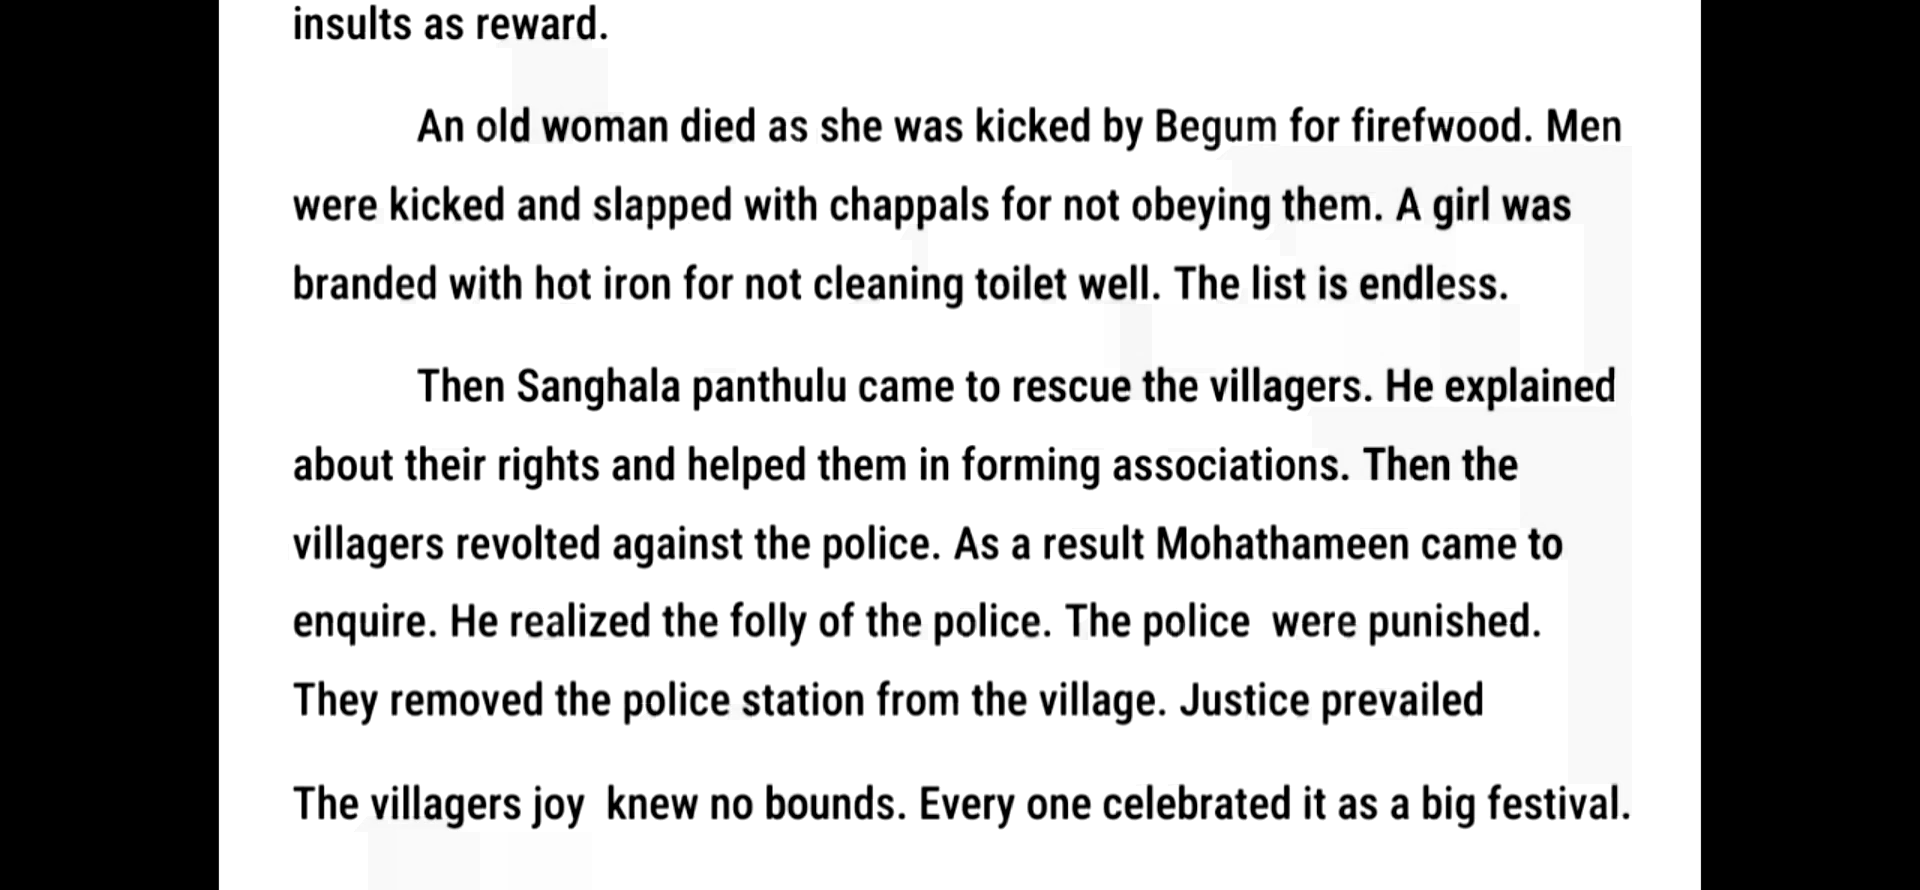 insults as reward.
An old woman died as she was kicked by Begum for firefwood. Men
were kicked and slapped with chappals for not obeying them. A girl was
branded with hot iron for not cleaning toilet well. The list is endless.
Then Sanghala panthulu came to rescue the villagers. He explained
about their rights and helped them in forming associations. Then the
villagers revolted against the police. As a result Mohathameen came to
enquire. He realized the folly of the police. The police  were punished.
They removed the police station from the village. Justice prevailed
The villagers joy  knew no bounds. Every one celebrated it as a big festival.